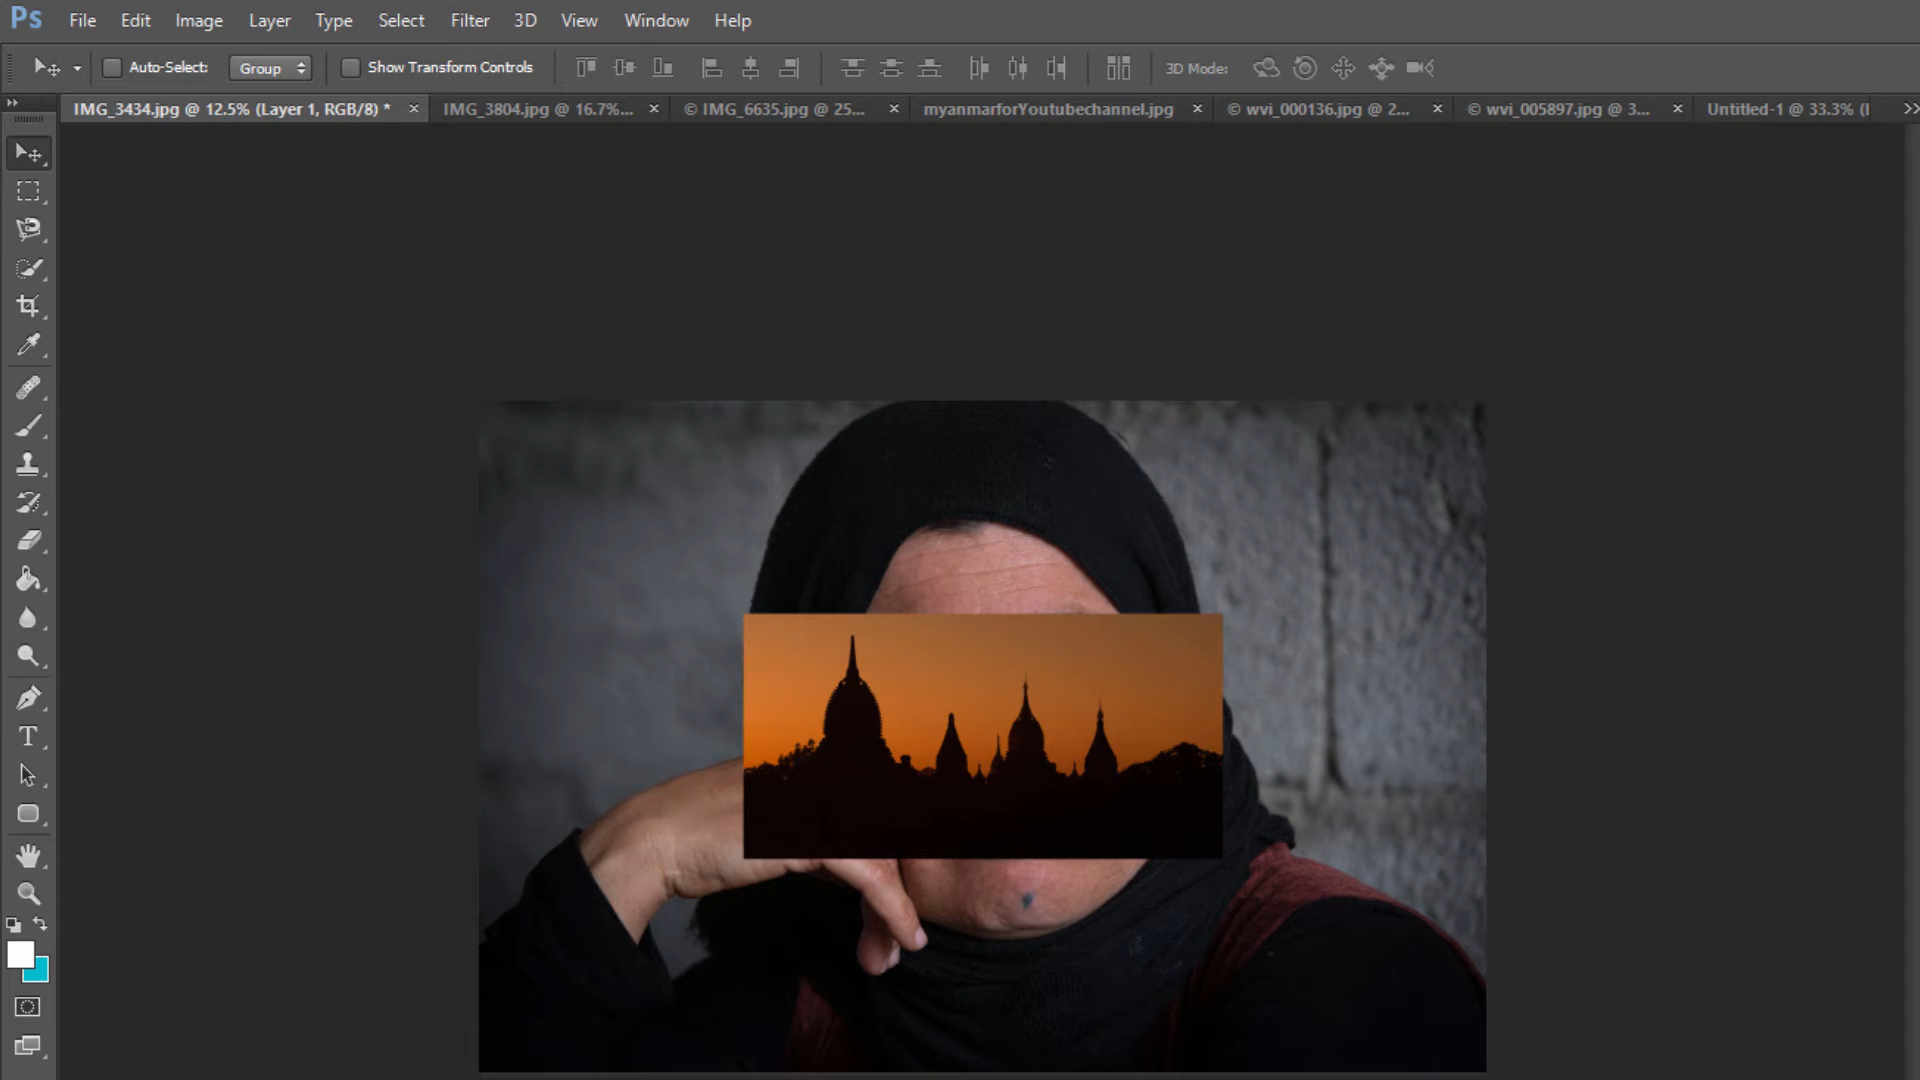 Ps File Edit Image Layer Type Select Filter 3D View Window Help
Auto-Select: Group Show Transform Controls 3D Mode:
IMG_3434.jpg @ 12.5% (Layer 1, RGB/8) * × IMG_3804.jpg @ 16.7%... × © IMG_6635.jpg @ 25... × myanmarforYoutubechannel.jpg × © wvi_000136.jpg @ 2... × © wvi_005897.jpg @ 3... × Untitled-1 @ 33.3% (
T